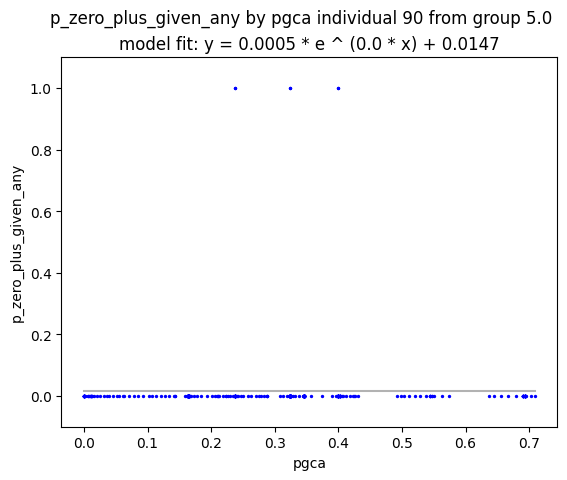 p_zero_plus_given_any by pgca individual 90 from group 5.0
model fit: y = 0.0005 * e ^ (0.0 * x) + 0.0147
1.0
0.8
0.6
0.4
0.2
0.0
p_zero_plus_given_any
0.0 0.1 0.2 0.3 0.4 0.5 0.6 0.7
pgca